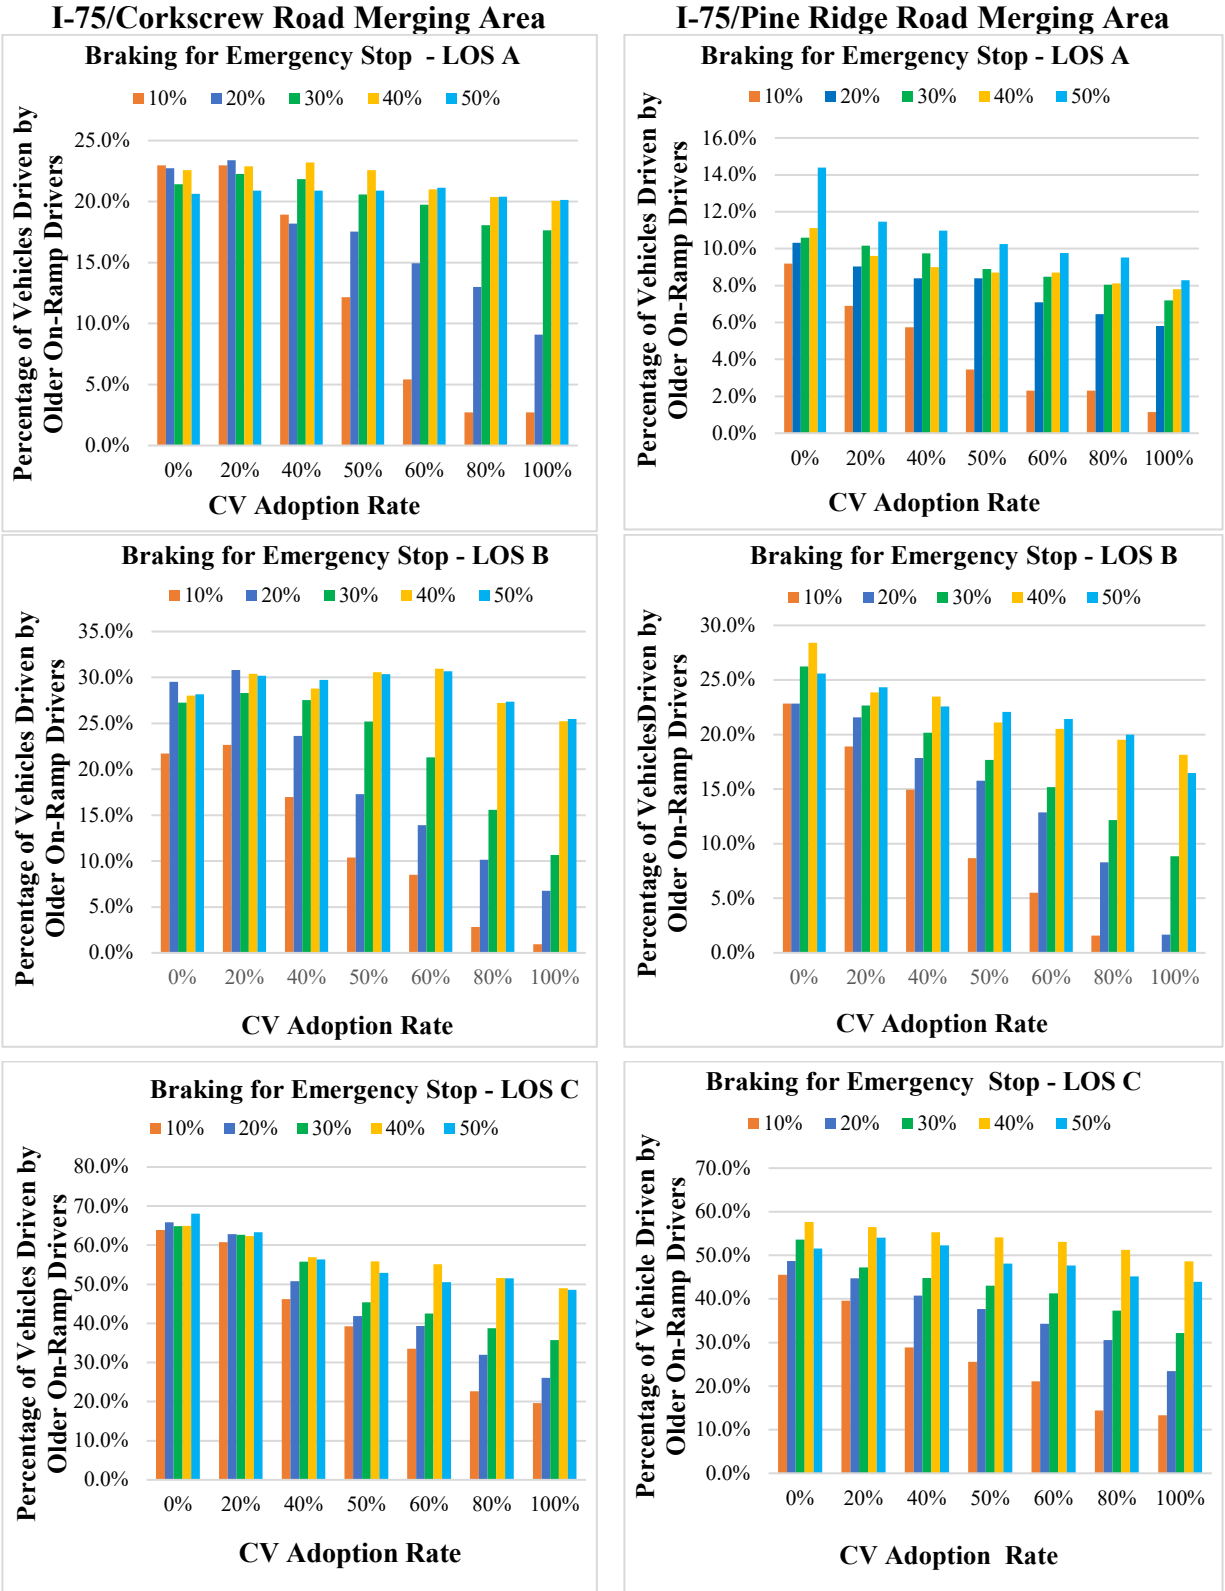 I-75/Corkscrew Road Merging Area
Braking for Emergency Stop - LOS A
10% 20% 30% 40% 50%
Percentage of Vehicles Driven by
Older On-Ramp Drivers
25.0%
20.0%
15.0%
10.0%
5.0%
0.0%
0% 20% 40% 50% 60% 80% 100%
CV Adoption Rate
I-75/Pine Ridge Road Merging Area
Braking for Emergency Stop - LOS A
10% 20% 30% 40% 50%
Percentage of Vehicles Driven by
Older On-Ramp Drivers
16.0%
14.0%
12.0%
10.0%
8.0%
6.0%
4.0%
2.0%
0.0%
0% 20% 40% 50% 60% 80% 100%
CV Adoption Rate
Braking for Emergency Stop - LOS B
10% 20% 30% 40% 50%
Percentage of Vehicles Driven by
Older On-Ramp Drivers
35.0%
30.0%
25.0%
20.0%
15.0%
10.0%
5.0%
0.0%
0% 20% 40% 50% 60% 80% 100%
CV Adoption Rate
Braking for Emergency Stop - LOS B
10% 20% 30% 40% 50%
Percentage of VehiclesDriven by
Older On-Ramp Drivers
30.0%
25.0%
20.0%
15.0%
10.0%
5.0%
0.0%
0% 20% 40% 50% 60% 80% 100%
CV Adoption Rate
Braking for Emergency Stop - LOS C
10% 20% 30% 40% 50%
Percentage of Vehicles Driven by
Older On-Ramp Drivers
80.0%
70.0%
60.0%
50.0%
40.0%
30.0%
20.0%
10.0%
0.0%
0% 20% 40% 50% 60% 80% 100%
CV Adoption Rate
Braking for Emergency Stop - LOS C
10% 20% 30% 40% 50%
Percentage of Vehicle Driven by
Older On-Ramp Drivers
70.0%
60.0%
50.0%
40.0%
30.0%
20.0%
10.0%
0.0%
0% 20% 40% 50% 60% 80% 100%
CV Adoption Rate